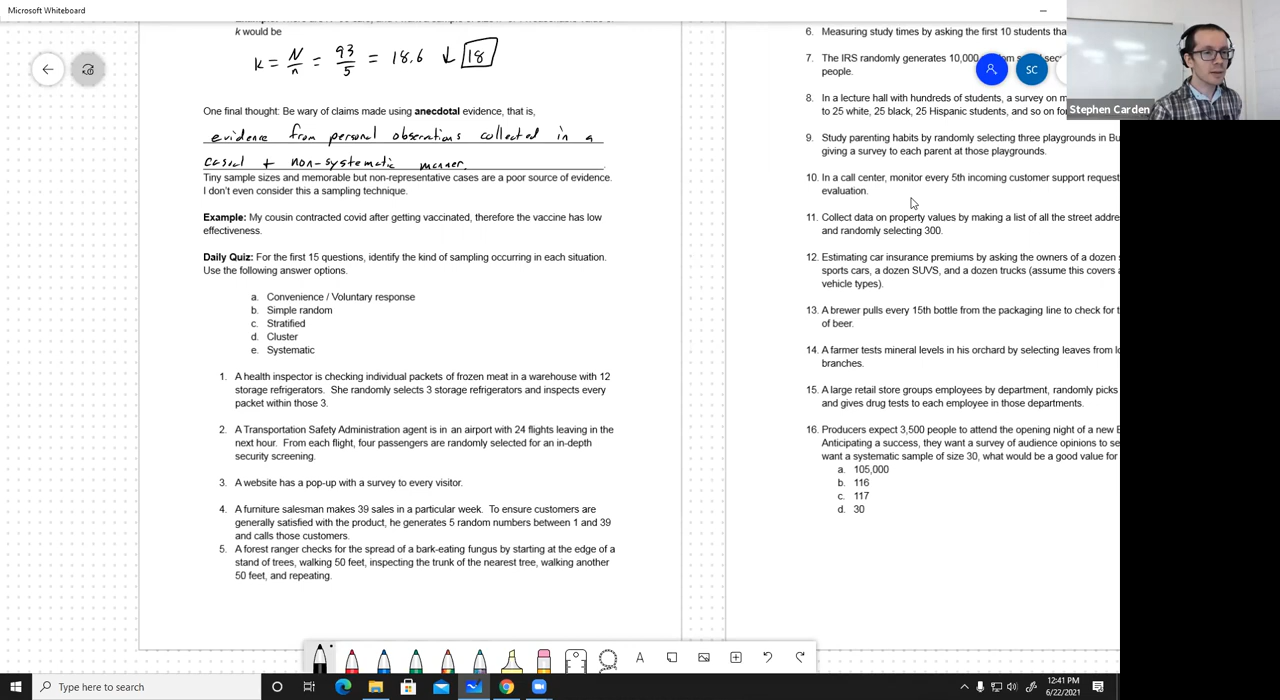 Microsoft Whiteboard
k would be
k = N/n = 93/5 = 18.6 ↓ 18
One final thought: Be wary of claims made using anecdotal evidence, that is,
evidence from personal observations collected in a
casual + non-systematic manner.
Tiny sample sizes and memorable but non-representative cases are a poor source of evidence.
I don't even consider this a sampling technique.
Example: My cousin contracted covid after getting vaccinated, therefore the vaccine has low
effectiveness.
Daily Quiz: For the first 15 questions, identify the kind of sampling occurring in each situation.
Use the following answer options.
a. Convenience / Voluntary response
b. Simple random
c. Stratified
d. Cluster
e. Systematic
1. A health inspector is checking individual packets of frozen meat in a warehouse with 12
storage refrigerators. She randomly selects 3 storage refrigerators and inspects every
packet within those 3.
2. A Transportation Safety Administration agent is in an airport with 24 flights leaving in the
next hour. From each flight, four passengers are randomly selected for an in-depth
security screening.
3. A website has a pop-up with a survey to every visitor.
4. A furniture salesman makes 39 sales in a particular week. To ensure customers are
generally satisfied with the product, he generates 5 random numbers between 1 and 39
and calls those customers.
5. A forest ranger checks for the spread of a bark-eating fungus by starting at the edge of a
stand of trees, walking 50 feet, inspecting the trunk of the nearest tree, walking another
50 feet, and repeating.
6. Measuring study times by asking the first 10 students tha
7. The IRS randomly generates 10,000
people.
8. In a lecture hall with hundreds of students, a survey on m
to 25 white, 25 black, 25 Hispanic students, and so on fo
9. Study parenting habits by randomly selecting three playgrounds in Bu
giving a survey to each parent at those playgrounds.
10. In a call center, monitor every 5th incoming customer support request
evaluation.
11. Collect data on property values by making a list of all the street addre
and randomly selecting 300.
12. Estimating car insurance premiums by asking the owners of a dozen
sports cars, a dozen SUVS, and a dozen trucks (assume this covers a
vehicle types).
13. A brewer pulls every 15th bottle from the packaging line to check for t
of beer.
14. A farmer tests mineral levels in his orchard by selecting leaves from lo
branches.
15. A large retail store groups employees by department, randomly picks
and gives drug tests to each employee in those departments.
16. Producers expect 3,500 people to attend the opening night of a new B
Anticipating a success, they want a survey of audience opinions to se
want a systematic sample of size 30, what would be a good value for
a. 105,000
b. 116
c. 117
d. 30
SC
Stephen Carden
A
Type here to search
12:41 PM
6/22/2021